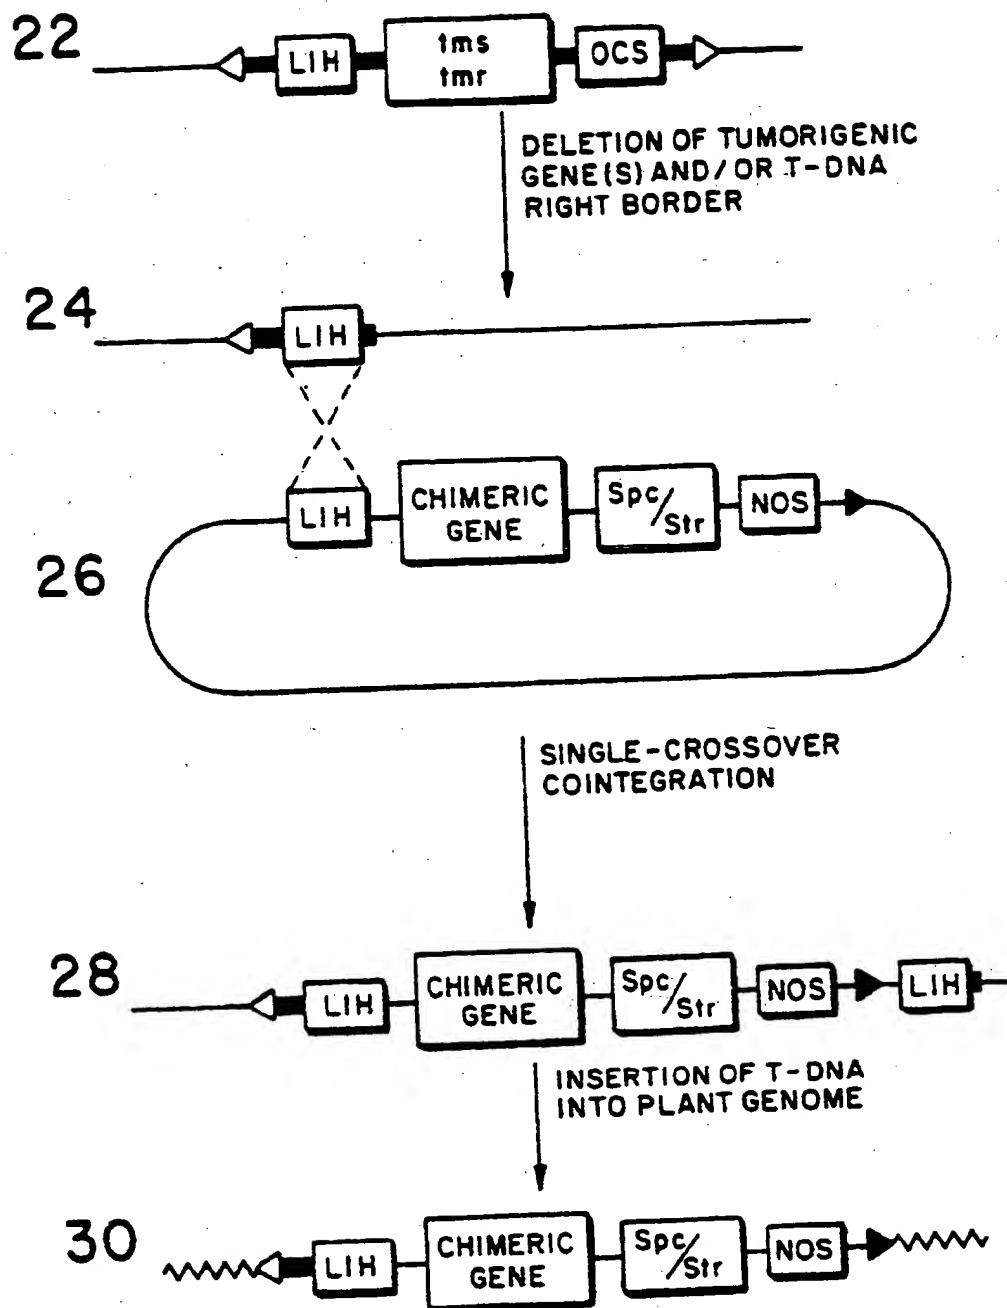 22
LIH
tms
tmr
OCS
DELETION OF TUMORIGENIC
GENE(S) AND/OR T-DNA
RIGHT BORDER
24
LIH
LIH
CHIMERIC
GENE
Spc/Str
NOS
26
SINGLE-CROSSOVER
COINTEGRATION
28
LIH
CHIMERIC
GENE
Spc/Str
NOS
LIH
INSERTION OF T-DNA
INTO PLANT GENOME
30
LIH
CHIMERIC
GENE
Spc/Str
NOS